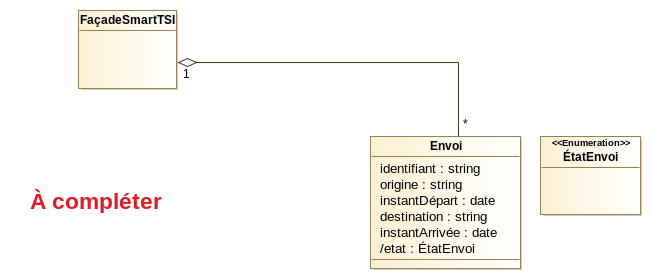 FaçadeSmartTSI
1
*
Envoi
identifiant : string
origine : string
instantDépart : date
destination : string
instantArrivée : date
/etat : ÉtatEnvoi
<<Enumeration>>
ÉtatEnvoi
À compléter